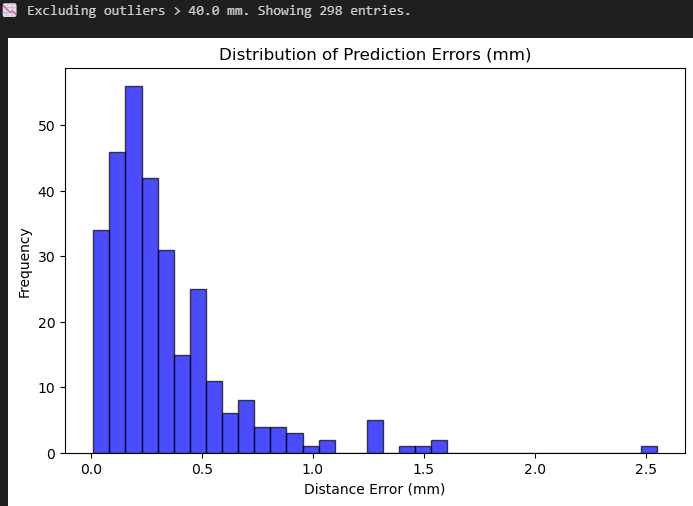 Excluding outliers > 40.0 mm. Showing 298 entries.
Distribution of Prediction Errors (mm)
Frequency
50
40
30
20
10
0
0.0 0.5 1.0 1.5 2.0 2.5
Distance Error (mm)